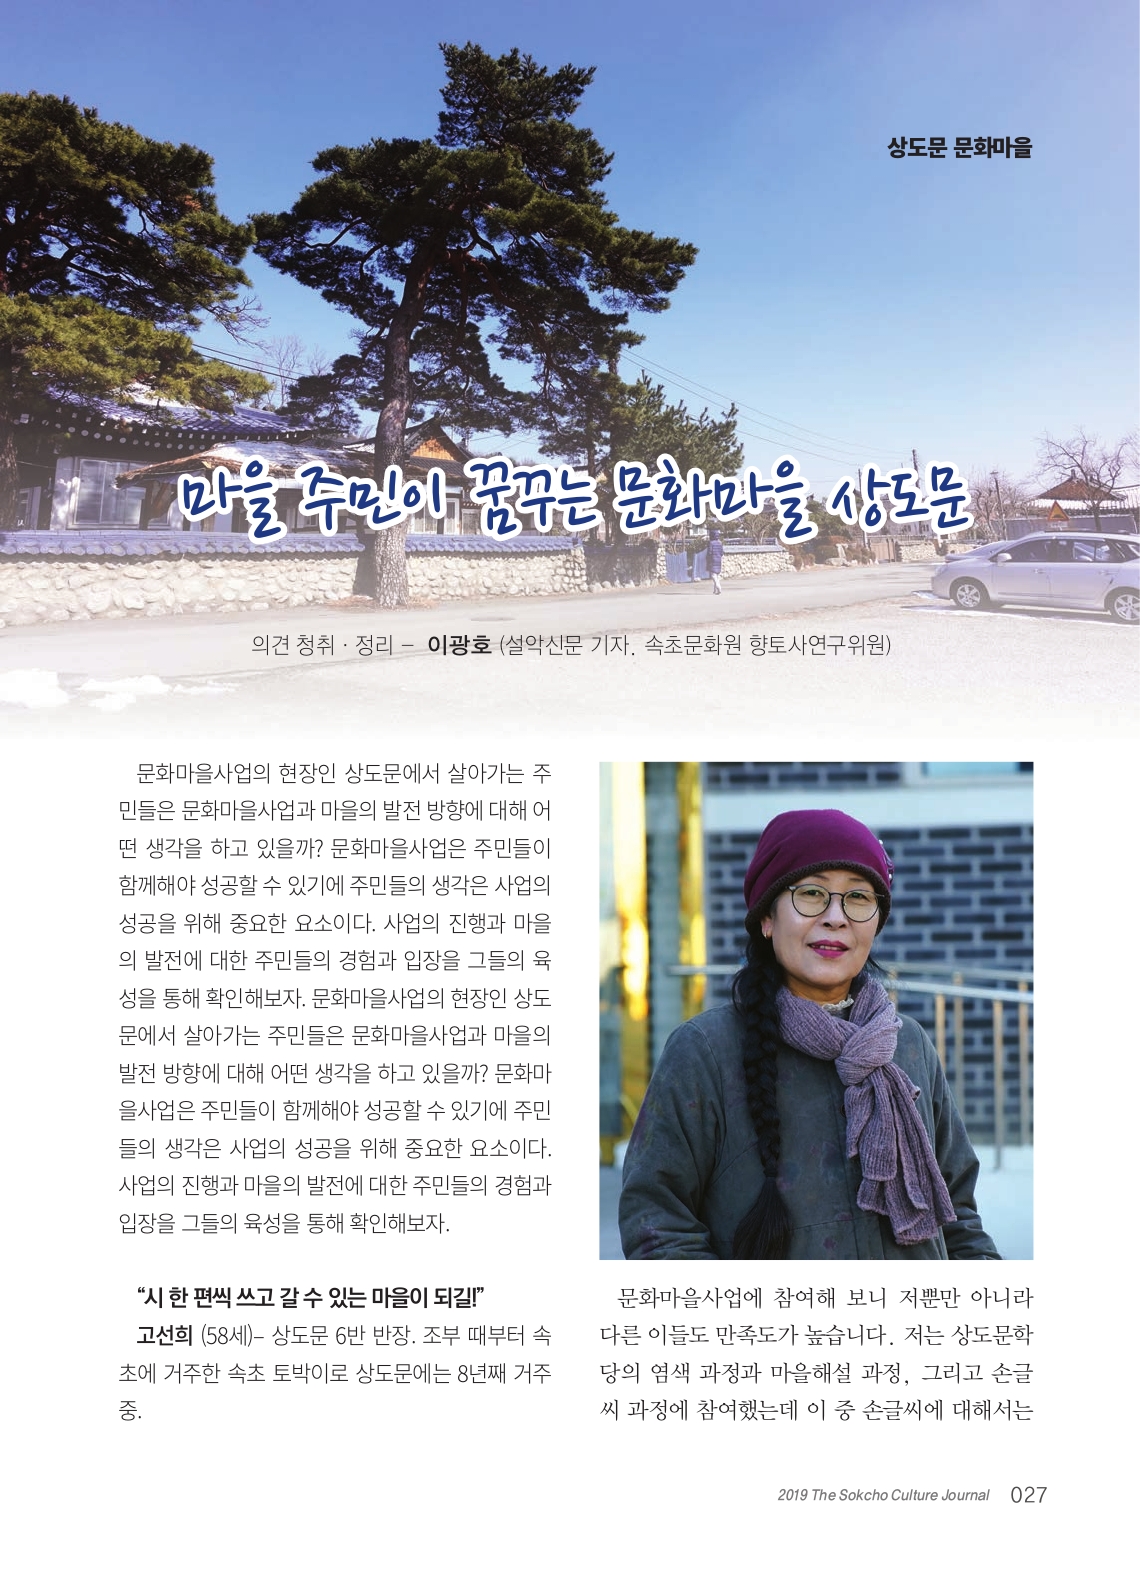 상도문 문화마을
마을 주민이 꿈꾸는 문화마을 상도문
의견 청취 · 정리 – 이광호 (설악신문 기자. 속초문화원 향토사연구위원)
문화마을사업의 현장인 상도문에서 살아가는 주
민들은 문화마을사업과 마을의 발전 방향에 대해 어
떤 생각을 하고 있을까? 문화마을사업은 주민들이
함께해야 성공할 수 있기에 주민들의 생각은 사업의
성공을 위해 중요한 요소이다. 사업의 진행과 마을
의 발전에 대한 주민들의 경험과 입장을 그들의 육
성을 통해 확인해보자. 문화마을사업의 현장인 상도
문에서 살아가는 주민들은 문화마을사업과 마을의
발전 방향에 대해 어떤 생각을 하고 있을까? 문화마
을사업은 주민들이 함께해야 성공할 수 있기에 주민
들의 생각은 사업의 성공을 위해 중요한 요소이다.
사업의 진행과 마을의 발전에 대한 주민들의 경험과
입장을 그들의 육성을 통해 확인해보자.
“시 한 편씩 쓰고 갈 수 있는 마을이 되길!”
고선희 (58세)– 상도문 6반 반장. 조부 때부터 속
초에 거주한 속초 토박이로 상도문에는 8년째 거주
중.
문화마을사업에 참여해 보니 저뿐만 아니라
다른 이들도 만족도가 높습니다. 저는 상도문학
당의 염색 과정과 마을해설 과정, 그리고 손글
씨 과정에 참여했는데 이 중 손글씨에 대해서는
2019 The Sokcho Culture Journal 027